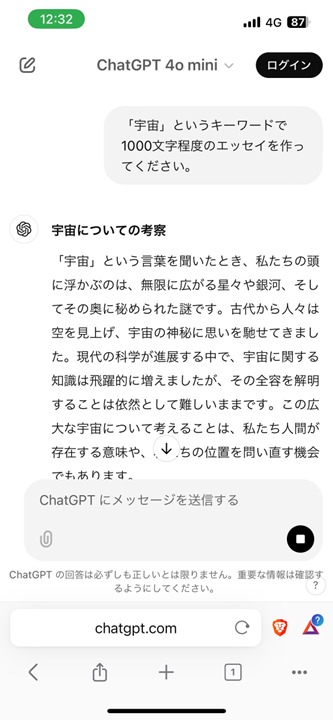 12:32
4G 87
ChatGPT 4o mini
ログイン
「宇宙」というキーワードで
1000文字程度のエッセイを作っ
てください。
宇宙についての考察
「宇宙」という言葉を聞いたとき、私たちの頭
に浮かぶのは、無限に広がる星々や銀河、そし
てその奥に秘められた謎です。古代から人々は
空を見上げ、宇宙の神秘に思いを馳せてきまし
た。現代の科学が進展する中で、宇宙に関する
知識は飛躍的に増えましたが、その全容を解明
することは依然として難しいままです。この広
大な宇宙について考えることは、私たち人間が
存在する意味や、 ちの位置を問い直す機会
でもあります。
ChatGPT にメッセージを送信する
ChatGPT の回答は必ずしも正しいとは限りません。重要な情報は確認す
るようにしてください。
?
chatgpt.com
?
1